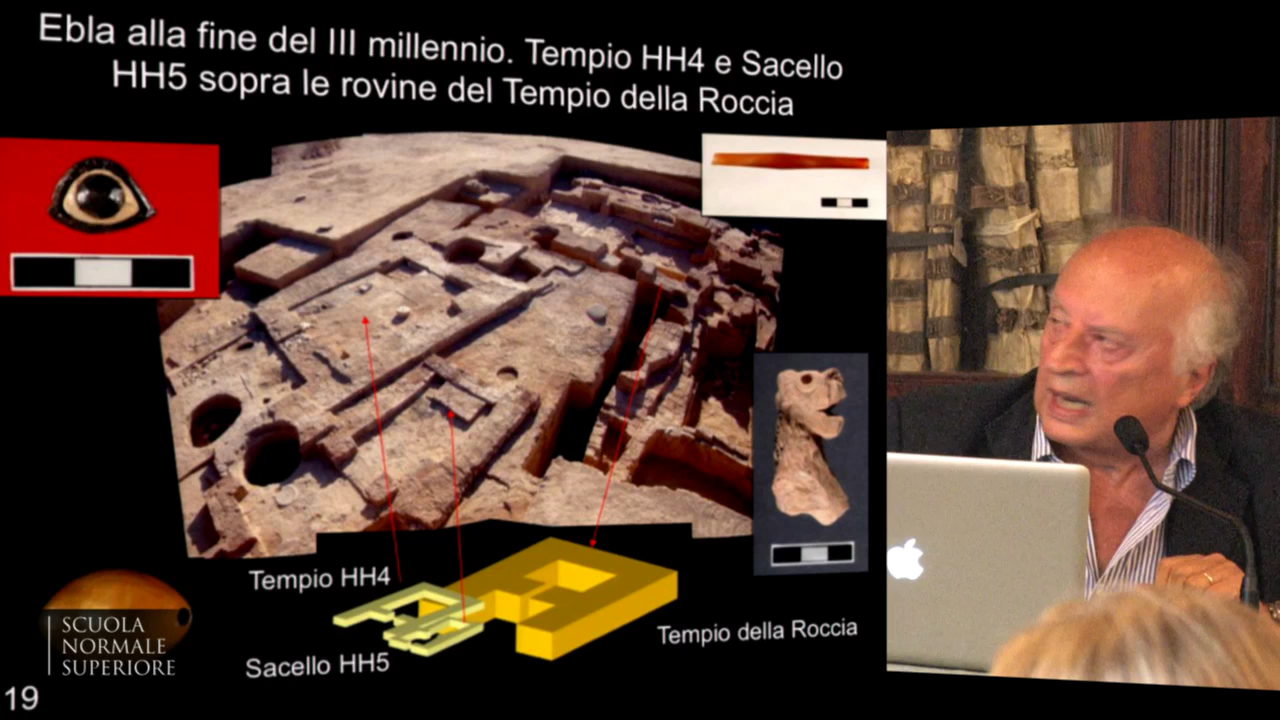 Ebla alla fine del III millennio. Tempio HH4 e Sacello
HH5 sopra le rovine del Tempio della Roccia
Tempio HH4
Tempio della Roccia
Sacello HH5
SCUOLA
NORMALE
SUPERIORE
19